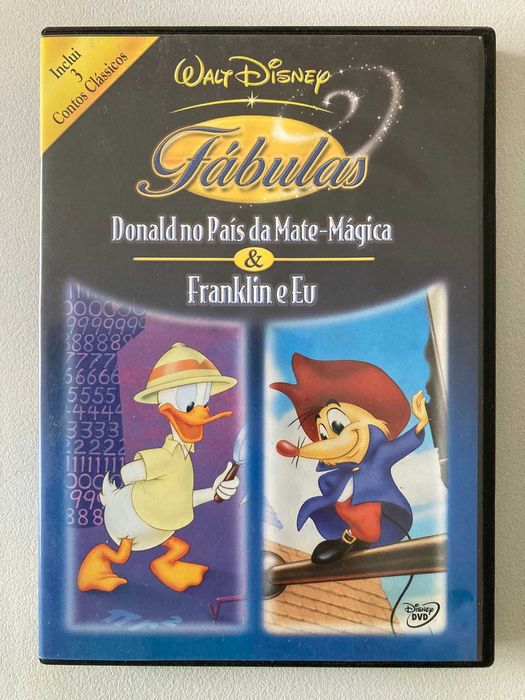 Inclui
3
Contos Clássicos
WALT DISNEY
Fábulas
Donald no País da Mate-Mágica
&
Franklin e Eu
DISNEY
DVD